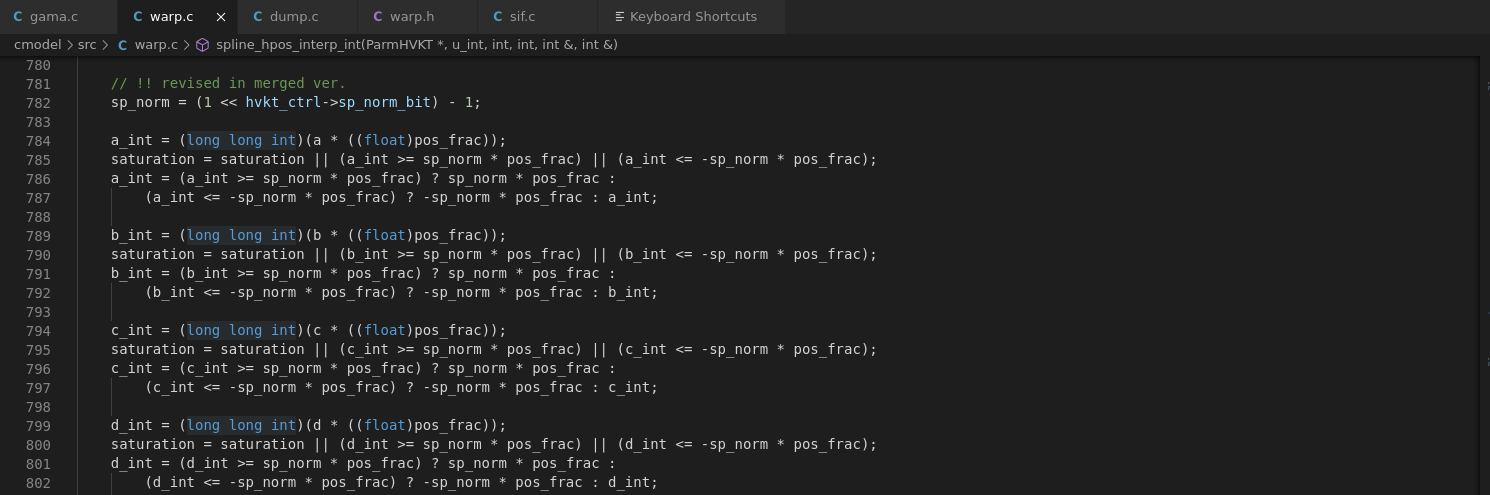 C gama.c C warp.c × C dump.c C warp.h C sif.c Keyboard Shortcuts
cmodel > src > C warp.c > spline_hpos_interp_int(ParmHVKT *, u_int, int, int, int &, int &)
780
781 // !! revised in merged ver.
782 sp_norm = (1 << hvkt_ctrl->sp_norm_bit) - 1;
783
784 a_int = (long long int)(a * ((float)pos_frac));
785 saturation = saturation || (a_int >= sp_norm * pos_frac) || (a_int <= -sp_norm * pos_frac);
786 a_int = (a_int >= sp_norm * pos_frac) ? sp_norm * pos_frac :
787 (a_int <= -sp_norm * pos_frac) ? -sp_norm * pos_frac : a_int;
788
789 b_int = (long long int)(b * ((float)pos_frac));
790 saturation = saturation || (b_int >= sp_norm * pos_frac) || (b_int <= -sp_norm * pos_frac);
791 b_int = (b_int >= sp_norm * pos_frac) ? sp_norm * pos_frac :
792 (b_int <= -sp_norm * pos_frac) ? -sp_norm * pos_frac : b_int;
793
794 c_int = (long long int)(c * ((float)pos_frac));
795 saturation = saturation || (c_int >= sp_norm * pos_frac) || (c_int <= -sp_norm * pos_frac);
796 c_int = (c_int >= sp_norm * pos_frac) ? sp_norm * pos_frac :
797 (c_int <= -sp_norm * pos_frac) ? -sp_norm * pos_frac : c_int;
798
799 d_int = (long long int)(d * ((float)pos_frac));
800 saturation = saturation || (d_int >= sp_norm * pos_frac) || (d_int <= -sp_norm * pos_frac);
801 d_int = (d_int >= sp_norm * pos_frac) ? sp_norm * pos_frac :
802 (d_int <= -sp_norm * pos_frac) ? -sp_norm * pos_frac : d_int;